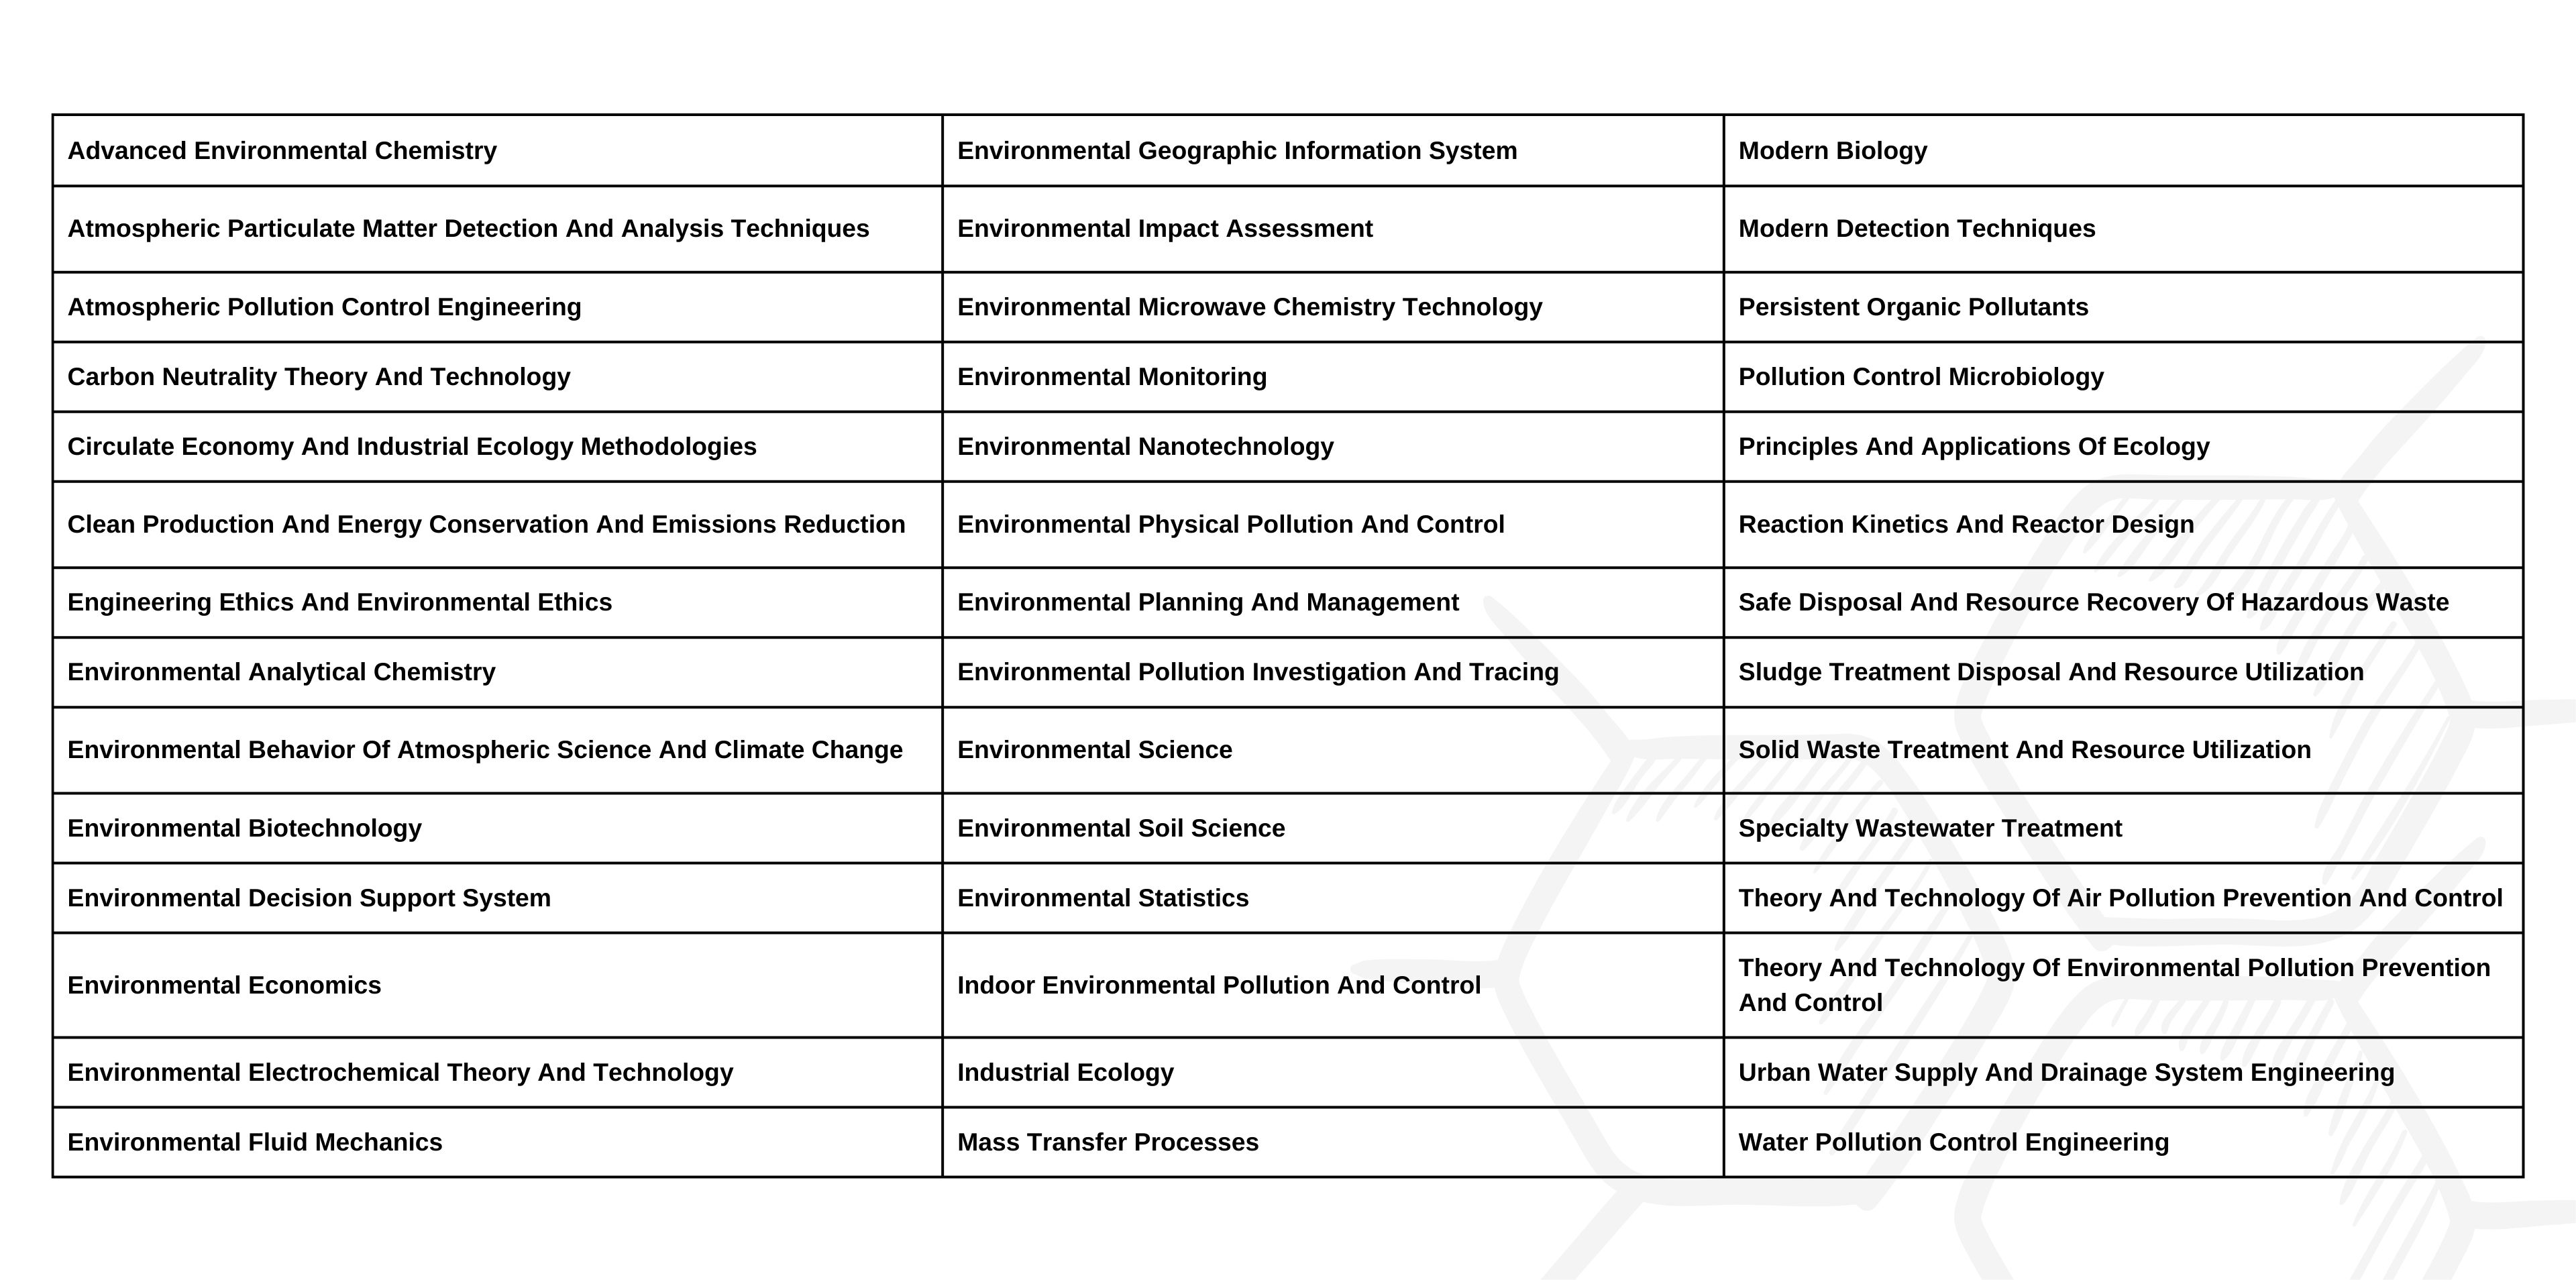 Advanced Environmental Chemistry
Environmental Geographic Information System
Modern Biology
Atmospheric Particulate Matter Detection And Analysis Techniques
Environmental Impact Assessment
Modern Detection Techniques
Atmospheric Pollution Control Engineering
Environmental Microwave Chemistry Technology
Persistent Organic Pollutants
Carbon Neutrality Theory And Technology
Environmental Monitoring
Pollution Control Microbiology
Circulate Economy And Industrial Ecology Methodologies
Environmental Nanotechnology
Principles And Applications Of Ecology
Clean Production And Energy Conservation And Emissions Reduction
Environmental Physical Pollution And Control
Reaction Kinetics And Reactor Design
Engineering Ethics And Environmental Ethics
Environmental Planning And Management
Safe Disposal And Resource Recovery Of Hazardous Waste
Environmental Analytical Chemistry
Environmental Pollution Investigation And Tracing
Sludge Treatment Disposal And Resource Utilization
Environmental Behavior Of Atmospheric Science And Climate Change
Environmental Science
Solid Waste Treatment And Resource Utilization
Environmental Biotechnology
Environmental Soil Science
Specialty Wastewater Treatment
Environmental Decision Support System
Environmental Statistics
Theory And Technology Of Air Pollution Prevention And Control
Environmental Economics
Indoor Environmental Pollution And Control
Theory And Technology Of Environmental Pollution Prevention
And Control
Environmental Electrochemical Theory And Technology
Industrial Ecology
Urban Water Supply And Drainage System Engineering
Environmental Fluid Mechanics
Mass Transfer Processes
Water Pollution Control Engineering